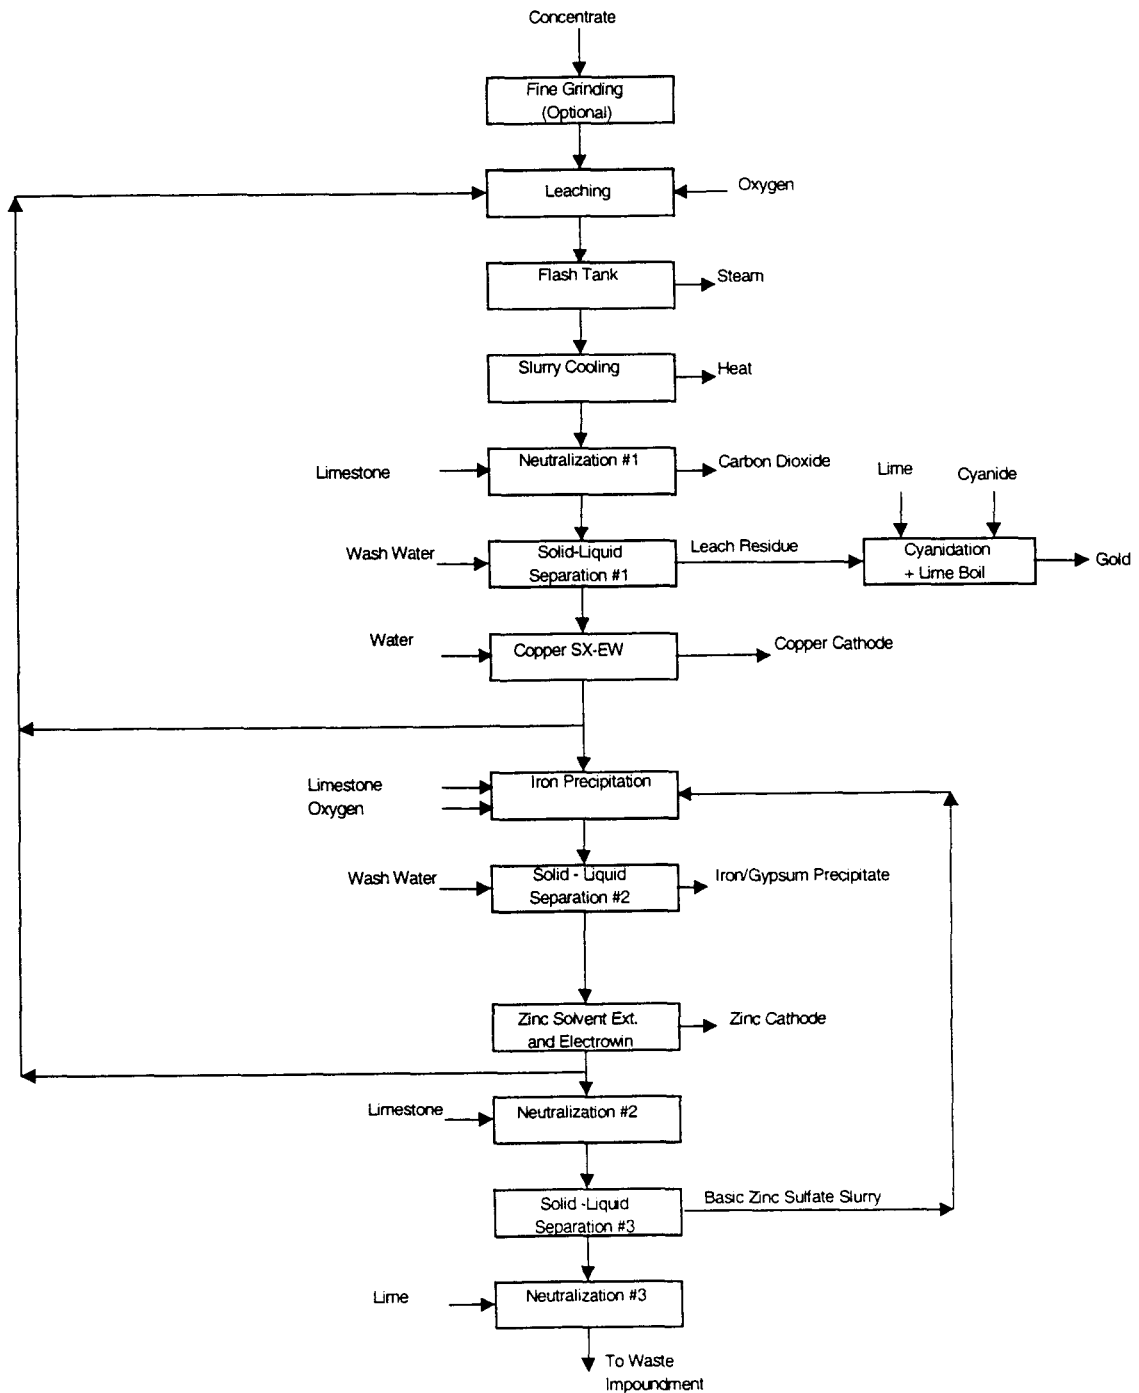 Concentrate
Fine Grinding
(Optional)
Leaching
Oxygen
Flash Tank
Steam
Slurry Cooling
Heat
Limestone
Neutralization #1
Carbon Dioxide
Lime
Cyanide
Wash Water
Solid-Liquid
Separation #1
Leach Residue
Cyanidation
+ Lime Boil
Gold
Water
Copper SX-EW
Copper Cathode
Limestone
Oxygen
Iron Precipitation
Wash Water
Solid - Liquid
Separation #2
Iron/Gypsum Precipitate
Zinc Solvent Ext.
and Electrowin
Zinc Cathode
Limestone
Neutralization #2
Solid -Liquid
Separation #3
Basic Zinc Sulfate Slurry
Lime
Neutralization #3
To Waste
Impoundment